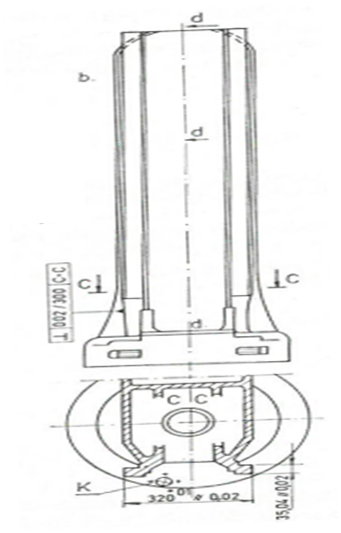 d
b.
d
C C
⊥ 0.02/300 C-C
d
C C
K
+0.1
320 // 0,02
35,04 // 0,02